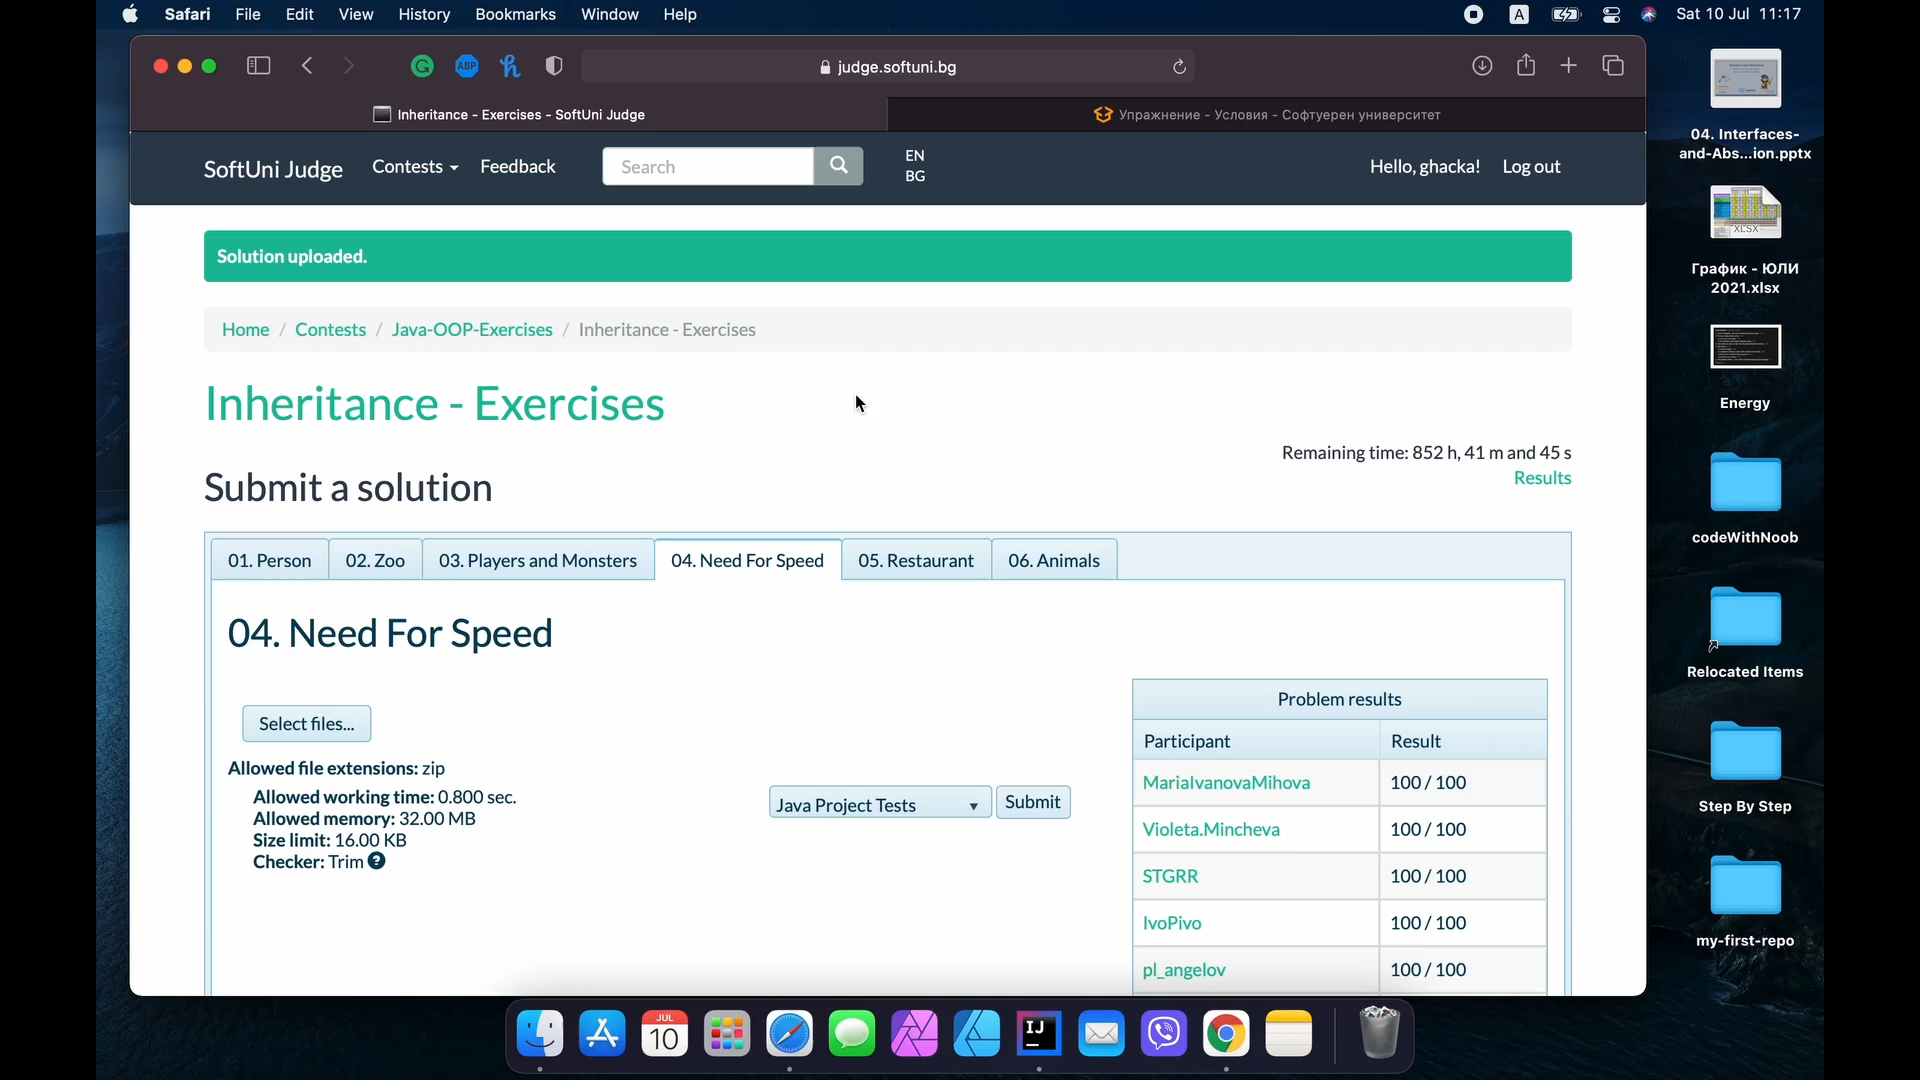 Safari File Edit View History Bookmarks Window Help
A
Sat 10 Jul 11:17
ABP
judge.softuni.bg
Inheritance - Exercises - SoftUni Judge
Упражнение - Условия - Софтуерен университет
SoftUni Judge Contests Feedback Search
EN
BG
Hello, ghacka! Log out
Solution uploaded.
Home / Contests / Java-OOP-Exercises / Inheritance - Exercises
Inheritance - Exercises
Remaining time: 852 h, 41 m and 45 s
Results
Submit a solution
01. Person 02. Zoo 03. Players and Monsters 04. Need For Speed 05. Restaurant 06. Animals
04. Need For Speed
Select files...
Allowed file extensions: zip
Allowed working time: 0.800 sec.
Allowed memory: 32.00 MB
Size limit: 16.00 KB
Checker: Trim ?
Java Project Tests Submit
Problem results
Participant Result
MariaIvanovaMihova 100 / 100
Violeta.Mincheva 100 / 100
STGRR 100 / 100
IvoPivo 100 / 100
pl_angelov 100 / 100
04. Interfaces-
and-Abs...ion.pptx
XLSX
График - ЮЛИ
2021.xlsx
Energy
codeWithNoob
Relocated Items
Step By Step
my-first-repo
JUL
10
IJ